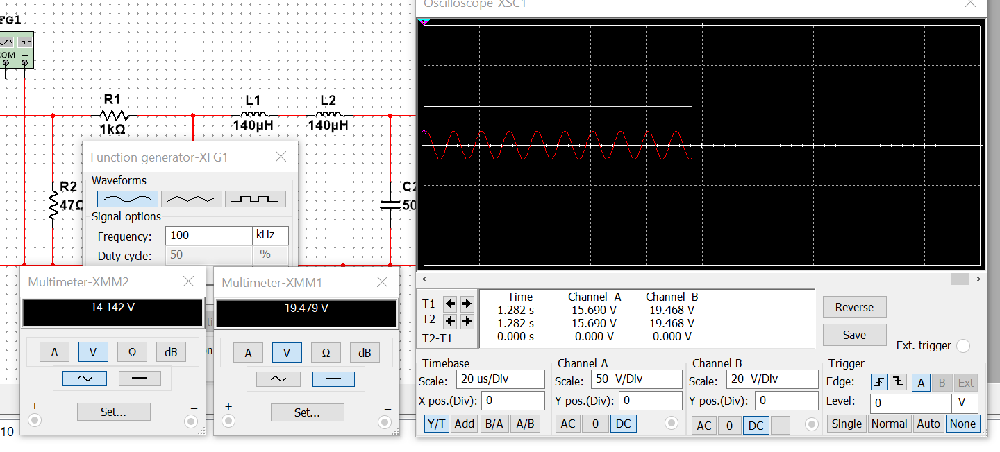 Oscilloscope-XSC1
FG1
COM
R1
1kΩ
L1
140µH
L2
140µH
R2
47Ω
C2
50
Function generator-XFG1
Waveforms
Signal options
Frequency: 100 kHz
Duty cycle: 50 %
Multimeter-XMM2
14.142 V
A V Ω dB
+ Set... −
Multimeter-XMM1
19.479 V
A V Ω dB
+ Set... −
10
T1
T2
T2-T1
Time Channel_A Channel_B
1.282 s 15.690 V 19.468 V
1.282 s 15.690 V 19.468 V
0.000 s 0.000 V 0.000 V
Reverse
Save
Ext. trigger
Timebase
Scale: 20 us/Div
X pos.(Div): 0
Y/T Add B/A A/B
Channel A
Scale: 50 V/Div
Y pos.(Div): 0
AC 0 DC
Channel B
Scale: 20 V/Div
Y pos.(Div): 0
AC 0 DC -
Trigger
Edge: A B Ext
Level: 0 V
Single Normal Auto None